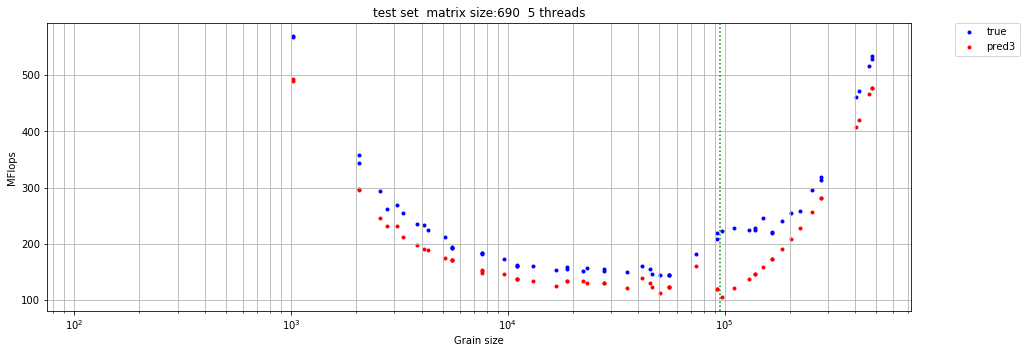 test set  matrix size:690  5 threads
true
pred3
MFlops
500
400
300
200
100
10²
10³
10⁴
10⁵
Grain size